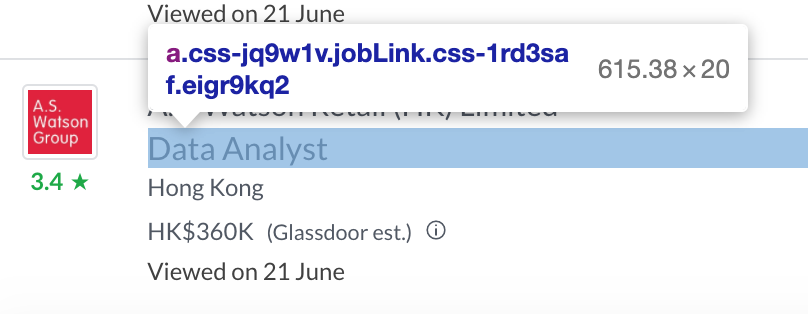 Viewed on 21 June
a.css-jq9w1v.jobLink.css-1rd3sa
f.eigr9kq2
615.38 × 20
A.S. Watson Retail (HK) Limited
A.S.
Watson
Group
Data Analyst
3.4 ★
Hong Kong
HK$360K (Glassdoor est.)
Viewed on 21 June